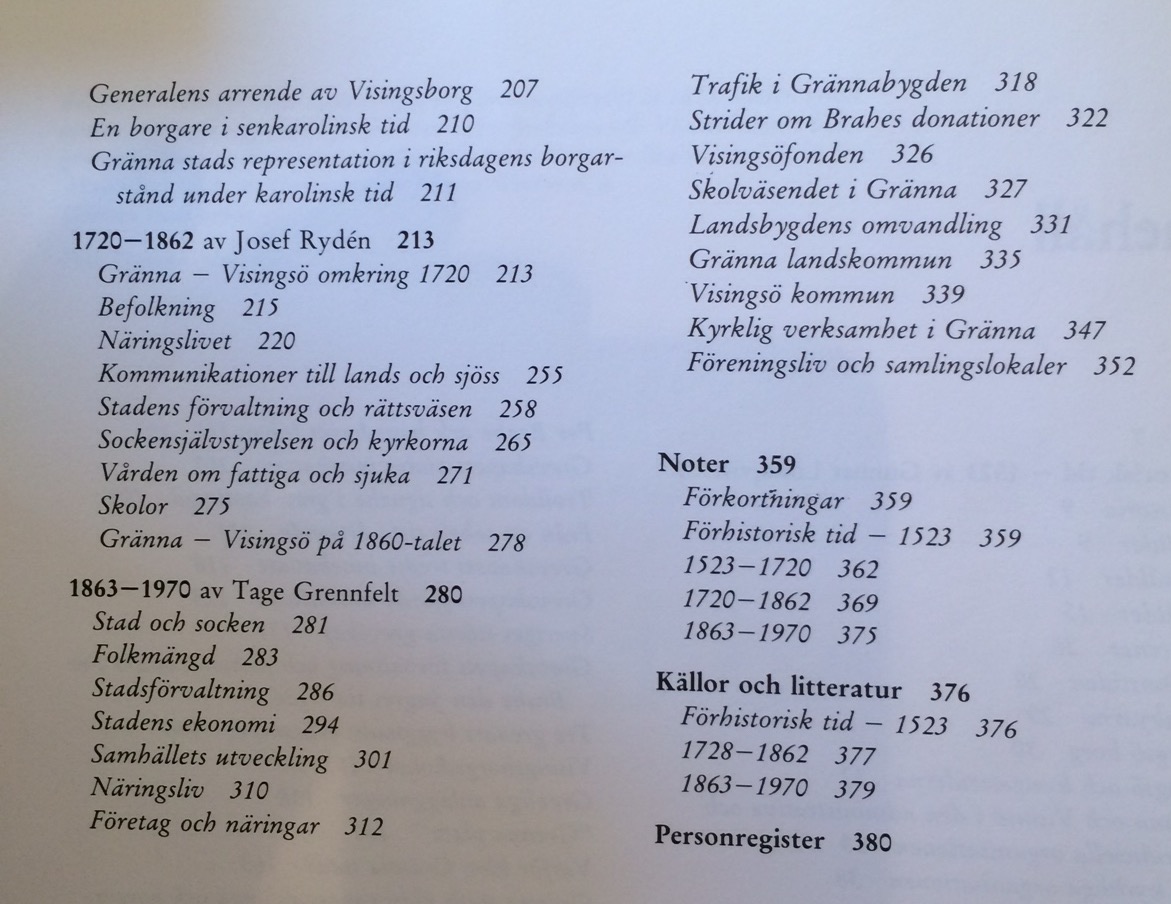 Generalens arrende av Visingsborg 207
En borgare i senkarolinsk tid 210
Gränna stads representation i riksdagens borgar-
stånd under karolinsk tid 211
1720–1862 av Josef Rydén 213
Gränna – Visingsö omkring 1720 213
Befolkning 215
Näringslivet 220
Kommunikationer till lands och sjöss 255
Stadens förvaltning och rättsväsen 258
Sockensjälvstyrelsen och kyrkorna 265
Vården om fattiga och sjuka 271
Skolor 275
Gränna – Visingsö på 1860-talet 278
1863–1970 av Tage Grennfelt 280
Stad och socken 281
Folkmängd 283
Stadsförvaltning 286
Stadens ekonomi 294
Samhällets utveckling 301
Näringsliv 310
Företag och näringar 312
Trafik i Grännabygden 318
Strider om Brahes donationer 322
Visingsöfonden 326
Skolväsendet i Gränna 327
Landsbygdens omvandling 331
Gränna landskommun 335
Visingsö kommun 339
Kyrklig verksamhet i Gränna 347
Föreningsliv och samlingslokaler 352
Noter 359
Förkortningar 359
Förhistorisk tid – 1523 359
1523–1720 362
1720–1862 369
1863–1970 375
Källor och litteratur 376
Förhistorisk tid – 1523 376
1728–1862 377
1863–1970 379
Personregister 380